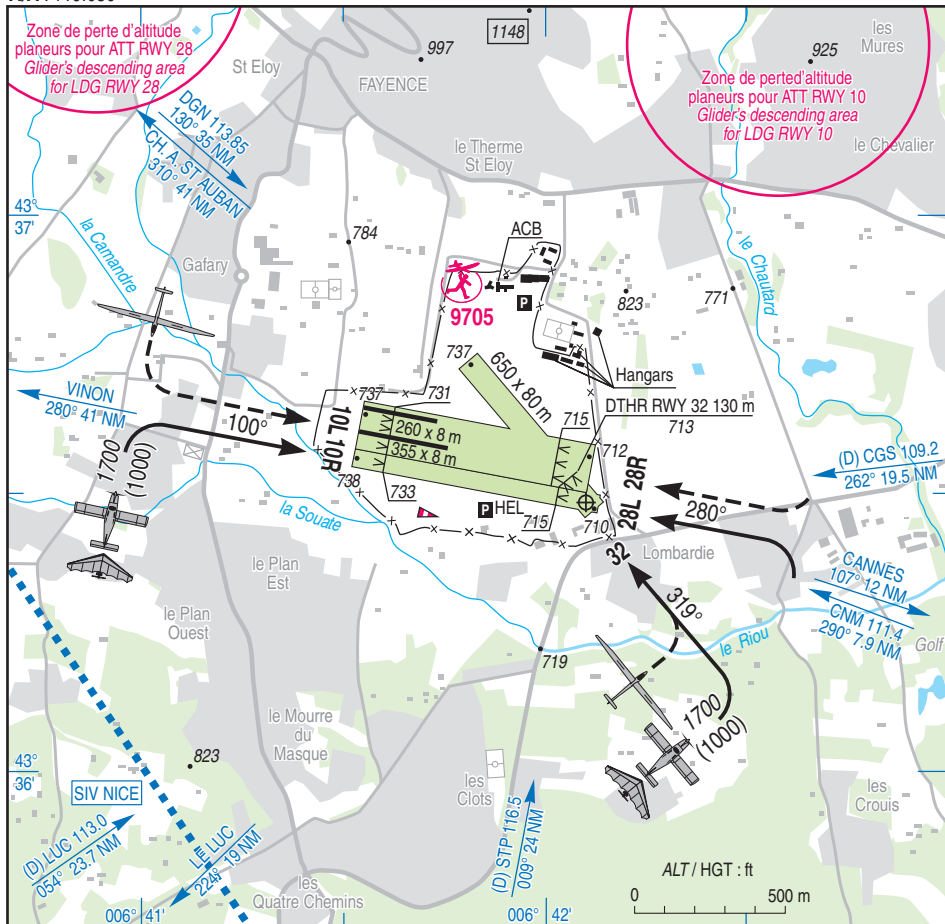 Zone de perte d'altitude
planeurs pour ATT RWY 28
Glider's descending area
for LDG RWY 28
St Eloy
997
1148
FAYENCE
925
les
Mures
Zone de perted'altitude
planeurs pour ATT RWY 10
Glider's descending area
for LDG RWY 10
le Chevalier
DGN 113.85
130° 35 NM
CH. A. ST AUBAN
310° 41 NM
le Therme
St Eloy
43°
37'
la Camandre
784
ACB
Gafary
9705
P
823
771
le Chautard
737
650 x 80 m
Hangars
VINON
280° 41 NM
737
731
DTHR RWY 32 130 m
713
715
100°
10L 10R
260 x 8 m
355 x 8 m
712
1700
(1000)
738
733
P HEL
715
710
28L 28R
280°
(D) CGS 109.2
262° 19.5 NM
la Souate
32
Lombardie
le Plan
Est
le Plan
Ouest
319°
CANNES
107° 12 NM
CNM 111.4
290° 7.9 NM
Golf
le Riou
719
1700
(1000)
le Mourre
du
Masque
43°
36'
823
SIV NICE
les
Clots
les
Crouis
(D) LUC 113.0
054° 23.7 NM
LE LUC
224° 19 NM
(D) STP 116.5
009° 24 NM
les
Quatre Chemins
ALT / HGT : ft
0
500 m
006° 41'
006° 42'